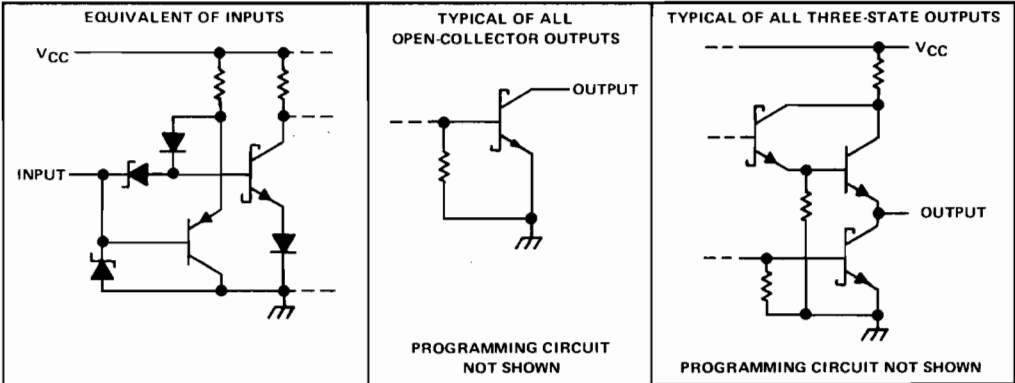 EQUIVALENT OF INPUTS
VCC
INPUT
TYPICAL OF ALL
OPEN-COLLECTOR OUTPUTS
OUTPUT
PROGRAMMING CIRCUIT
NOT SHOWN
TYPICAL OF ALL THREE-STATE OUTPUTS
VCC
OUTPUT
PROGRAMMING CIRCUIT NOT SHOWN